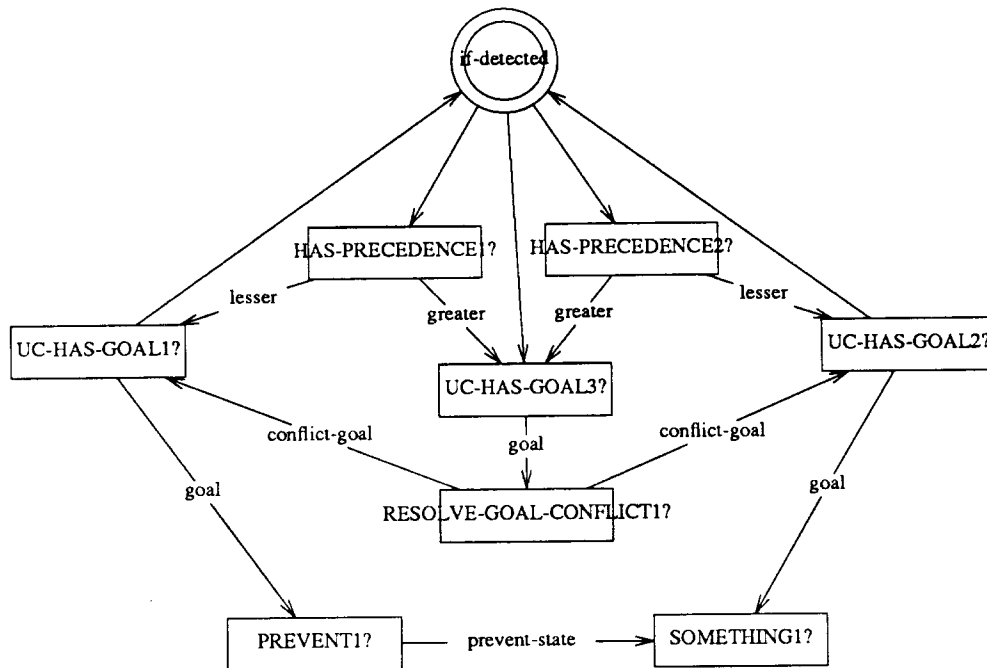 if-detected
HAS-PRECEDENCE1?
HAS-PRECEDENCE2?
lesser
greater
greater
lesser
UC-HAS-GOAL1?
UC-HAS-GOAL2?
UC-HAS-GOAL3?
conflict-goal
goal
conflict-goal
goal
goal
RESOLVE-GOAL-CONFLICT1?
PREVENT1?
prevent-state
SOMETHING1?